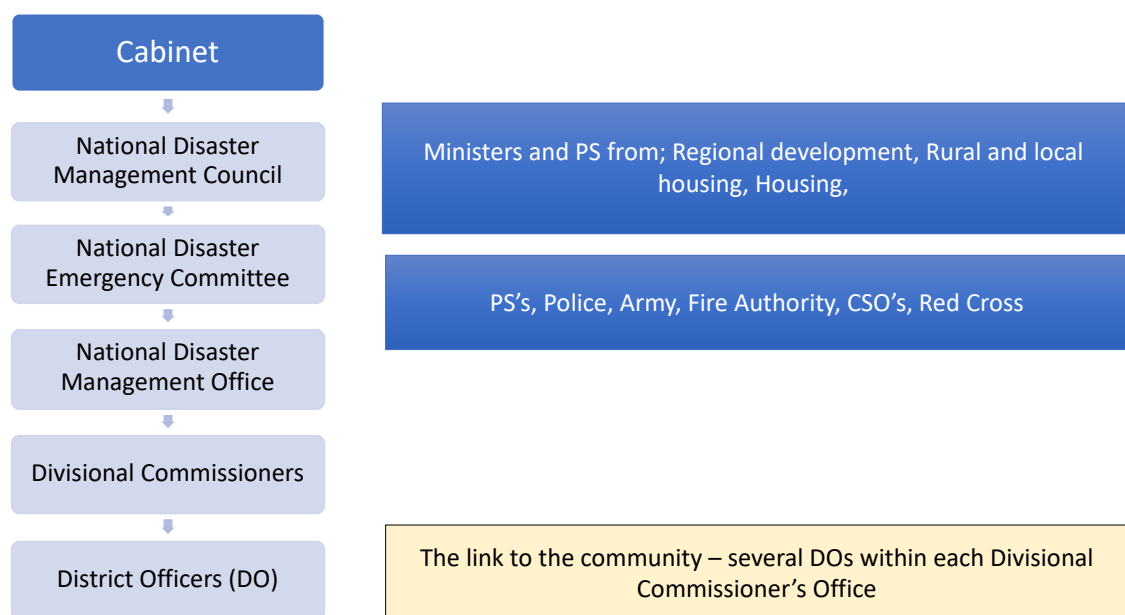 Cabinet
National Disaster
Management Council
Ministers and PS from; Regional development, Rural and local
housing, Housing,
National Disaster
Emergency Committee
PS’s, Police, Army, Fire Authority, CSO’s, Red Cross
National Disaster
Management Office
Divisional Commissioners
District Officers (DO)
The link to the community – several DOs within each Divisional
Commissioner’s Office